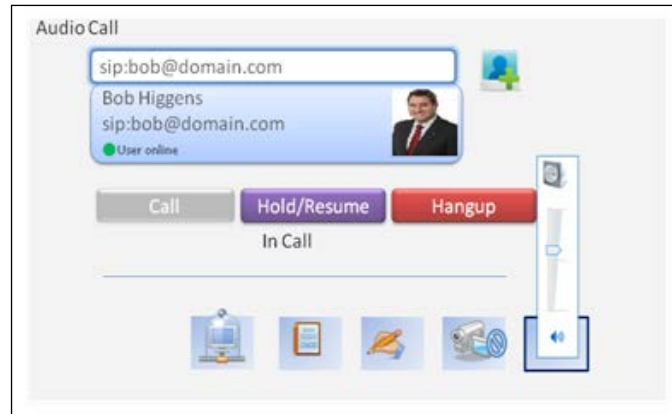 Audio Call
sip:bob@domain.com
Bob Higgens
sip:bob@domain.com
User online
Call
Hold/Resume
Hangup
In Call